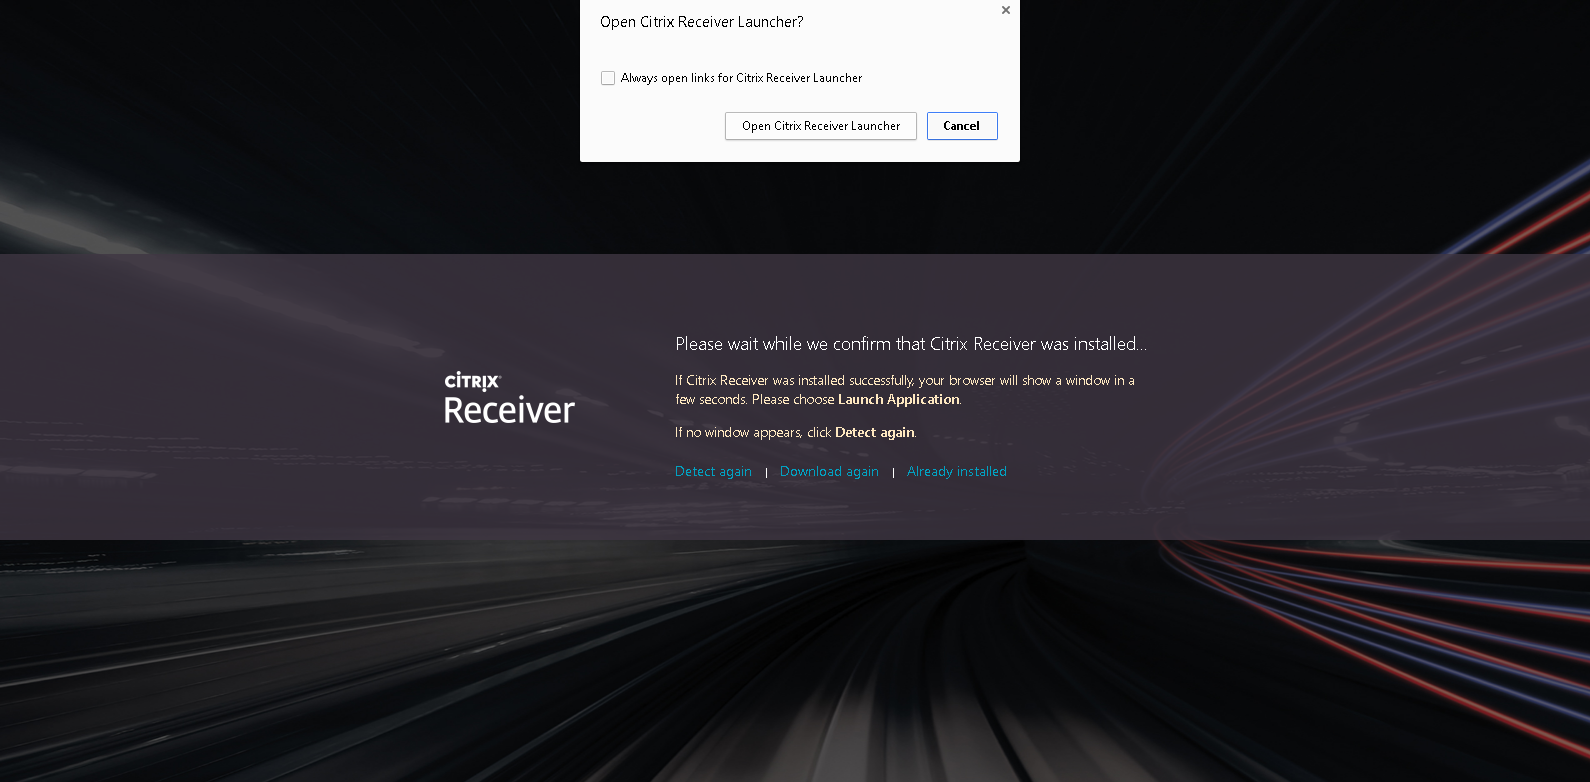 Open Citrix Receiver Launcher?
Always open links for Citrix Receiver Launcher
Open Citrix Receiver Launcher
Cancel
CITRIX
Receiver
Please wait while we confirm that Citrix Receiver was installed...
If Citrix Receiver was installed successfully, your browser will show a window in a
few seconds. Please choose Launch Application.
If no window appears, click Detect again.
Detect again | Download again | Already installed